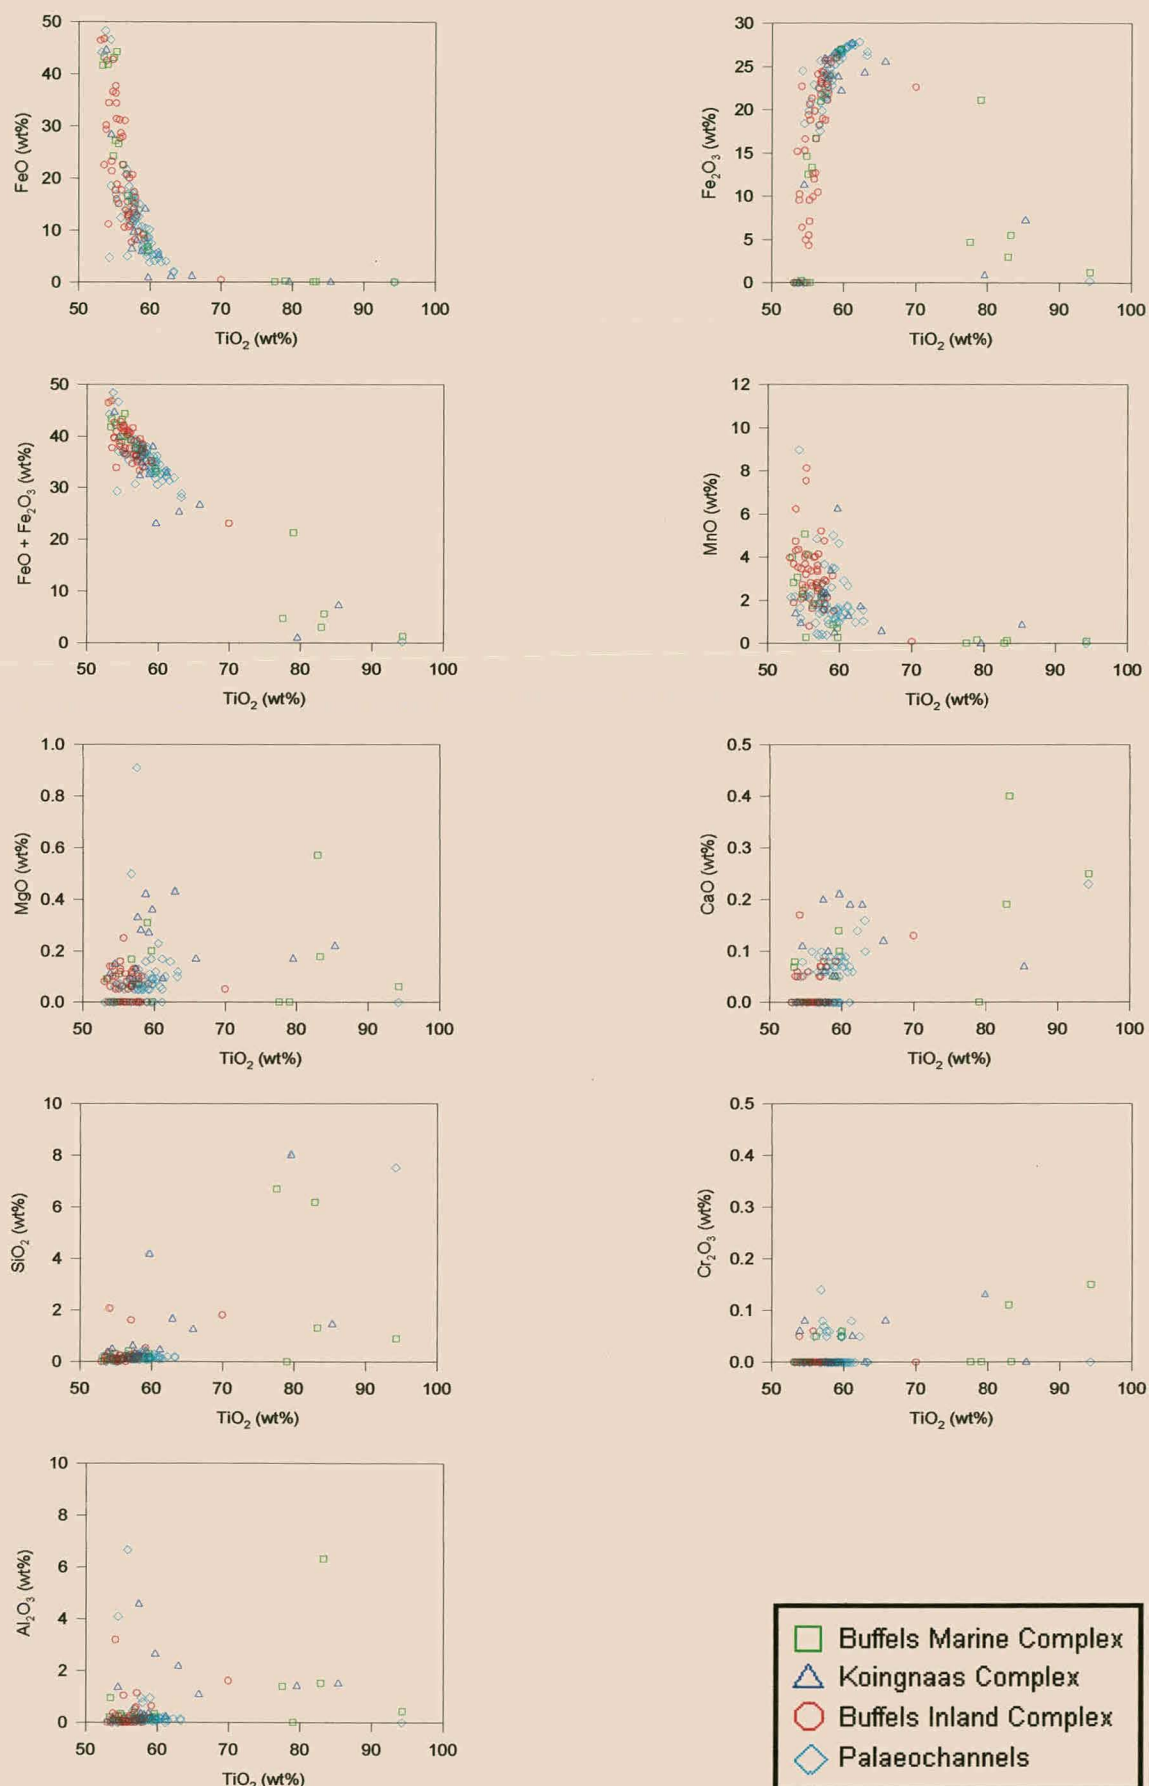 50
40
30
20
10
0
FeO (wt%)
50 60 70 80 90 100
TiO2 (wt%)
30
25
20
15
10
5
0
Fe2O3 (wt%)
50 60 70 80 90 100
TiO2 (wt%)
50
40
30
20
10
0
FeO + Fe2O3 (wt%)
50 60 70 80 90 100
TiO2 (wt%)
12
10
8
6
4
2
0
MnO (wt%)
50 60 70 80 90 100
TiO2 (wt%)
1.0
0.8
0.6
0.4
0.2
0.0
MgO (wt%)
50 60 70 80 90 100
TiO2 (wt%)
0.5
0.4
0.3
0.2
0.1
0.0
CaO (wt%)
50 60 70 80 90 100
TiO2 (wt%)
10
8
6
4
2
0
SiO2 (wt%)
50 60 70 80 90 100
TiO2 (wt%)
0.5
0.4
0.3
0.2
0.1
0.0
Cr2O3 (wt%)
50 60 70 80 90 100
TiO2 (wt%)
10
8
6
4
2
0
Al2O3 (wt%)
50 60 70 80 90 100
TiO2 (wt%)
Buffels Marine Complex
Koingnaas Complex
Buffels Inland Complex
Palaeochannels